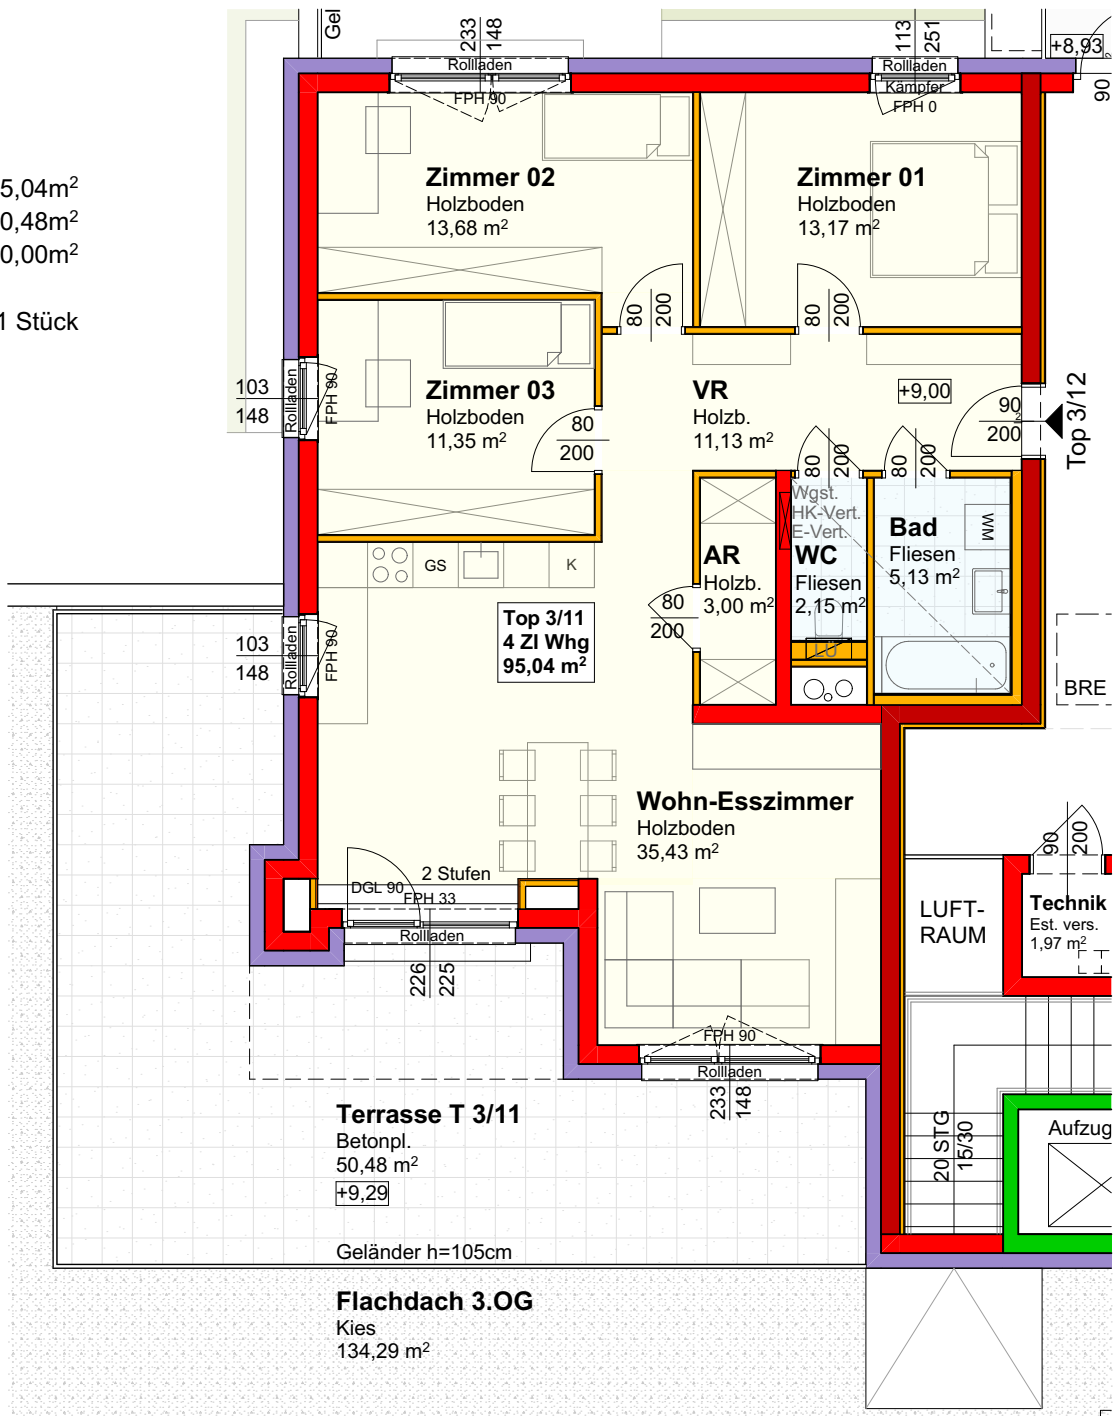 Gel
233
148
Rollladen
FPH 90
113
251
Rollladen
Kämpfer
FPH 0
+8,93
90
5,04m²
0,48m²
0,00m²
1 Stück
Zimmer 02
Holzboden
13,68 m²
Zimmer 01
Holzboden
13,17 m²
80
200
80
200
103
148
Rollladen
FPH 90
Zimmer 03
Holzboden
11,35 m²
80
200
VR
Holzb.
11,13 m²
+9,00
90
2
200
Top 3/12
80
200
80
200
Wgst.
HK-Vert.
E-Vert.
AR
Holzb.
3,00 m²
WC
Fliesen
2,15 m²
LÜ
Bad
Fliesen
5,13 m²
WM
GS
K
80
200
Top 3/11
4 ZI Whg
95,04 m²
103
148
Rollladen
FPH 90
BRE
Wohn-Esszimmer
Holzboden
35,43 m²
2 Stufen
DGL 90
FPH 33
Rollladen
226
225
FPH 90
Rollladen
233
148
90
200
LUFT-
RAUM
Technik
Est. vers.
1,97 m²
20 STG
15/30
Aufzug
Terrasse T 3/11
Betonpl.
50,48 m²
+9,29
Geländer h=105cm
Flachdach 3.OG
Kies
134,29 m²